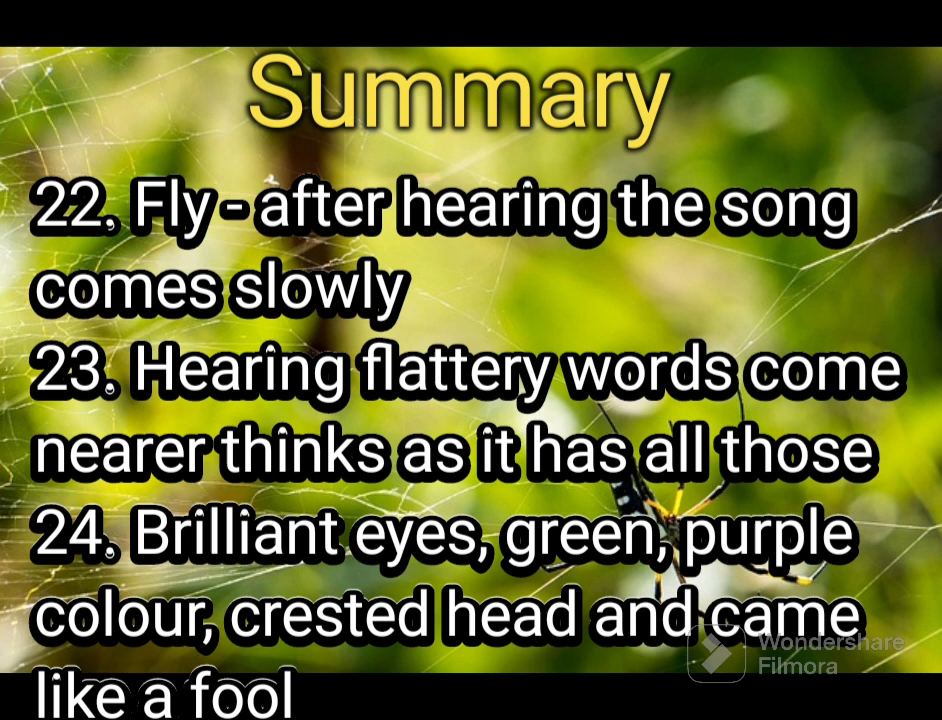 Summary
22. Fly - after hearing the song
comes slowly
23. Hearing flattery words come
nearer thinks as it has all those
24. Brilliant eyes, green, purple
colour, crested head and came
like a fool
Wondershare
Filmora